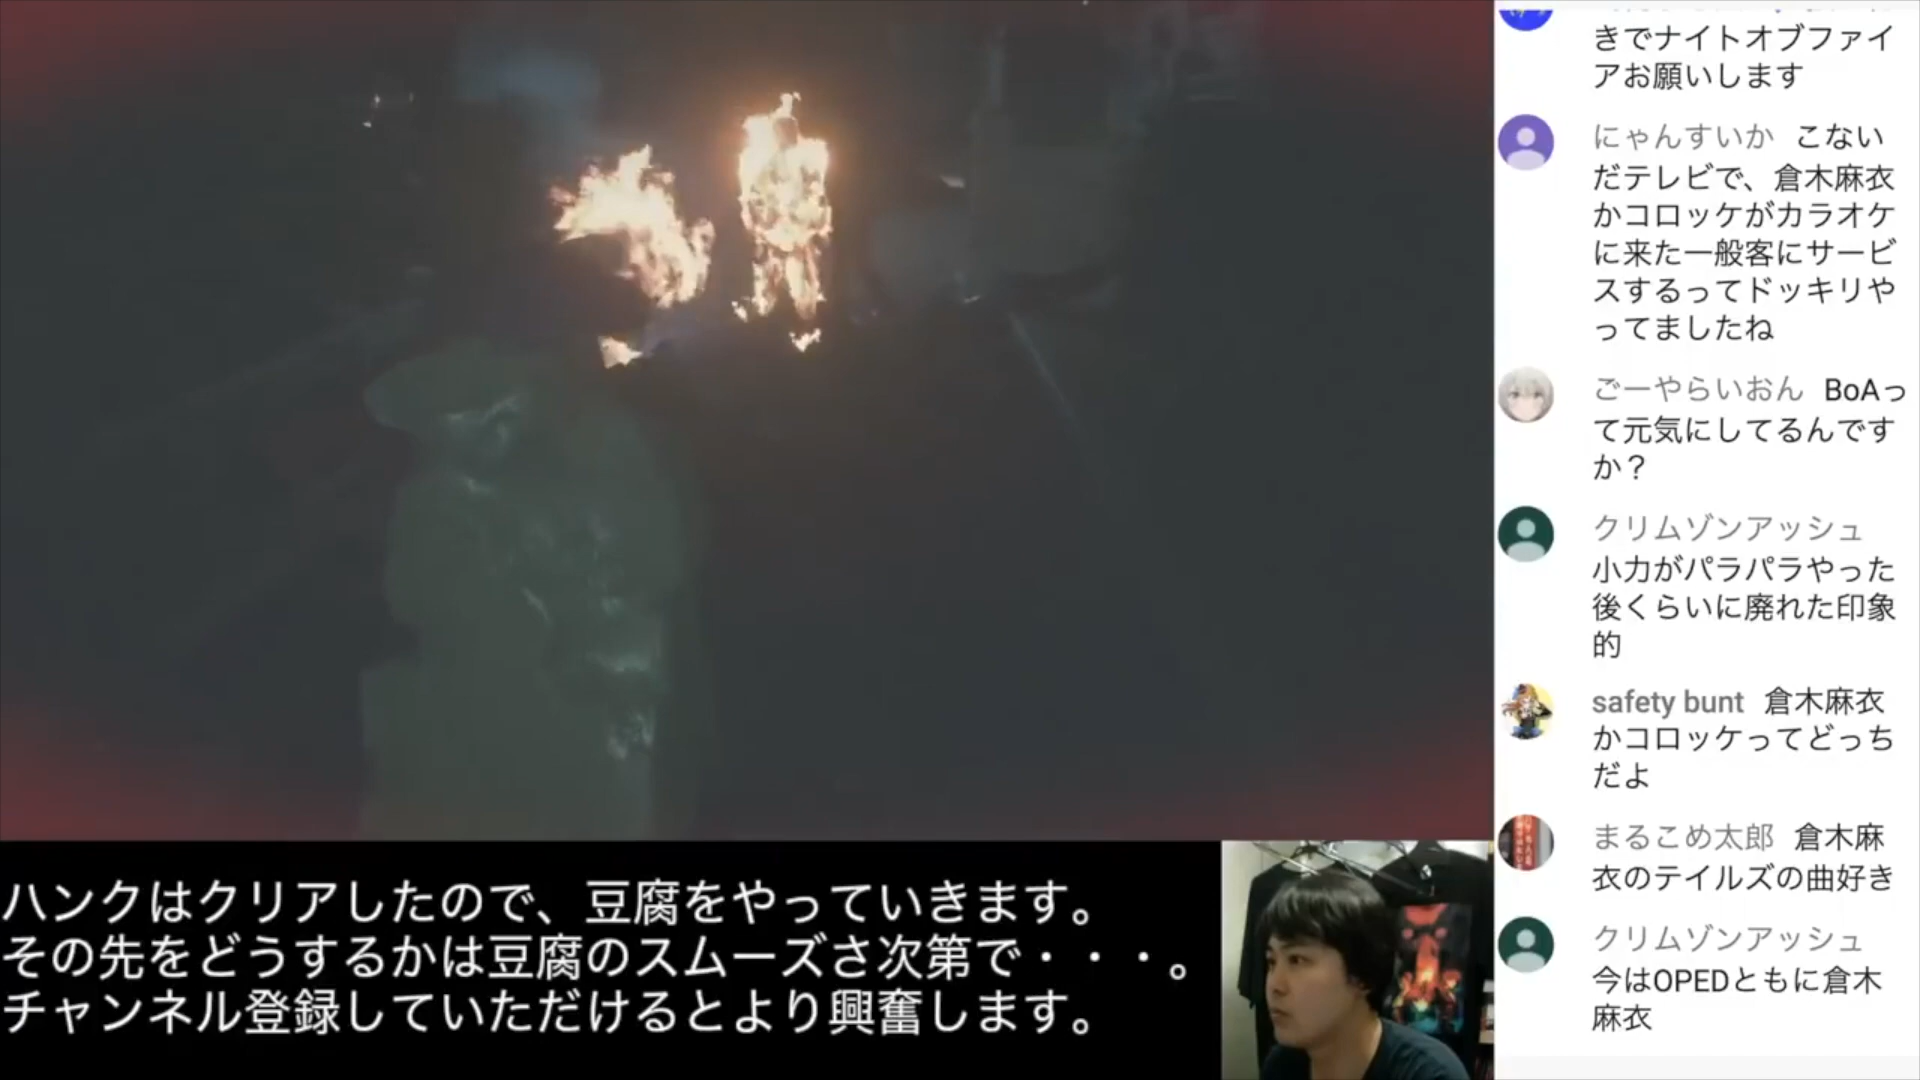 ハンクはクリアしたので、豆腐をやっていきます。
その先をどうするかは豆腐のスムーズさ次第で・・・。
チャンネル登録していただけるとより興奮します。
きでナイトオブファイ
アお願いします
にゃんすいか こない
だテレビで、倉木麻衣
かコロッケがカラオケ
に来た一般客にサービ
スするってドッキリや
ってましたね
ごーやらいおん BoAっ
て元気にしてるんです
か？
クリムゾンアッシュ
小力がパラパラやった
後くらいに廃れた印象
的
safety bunt 倉木麻衣
かコロッケってどっち
だよ
まるこめ太郎 倉木麻
衣のテイルズの曲好き
クリムゾンアッシュ
今はOPEDともに倉木
麻衣